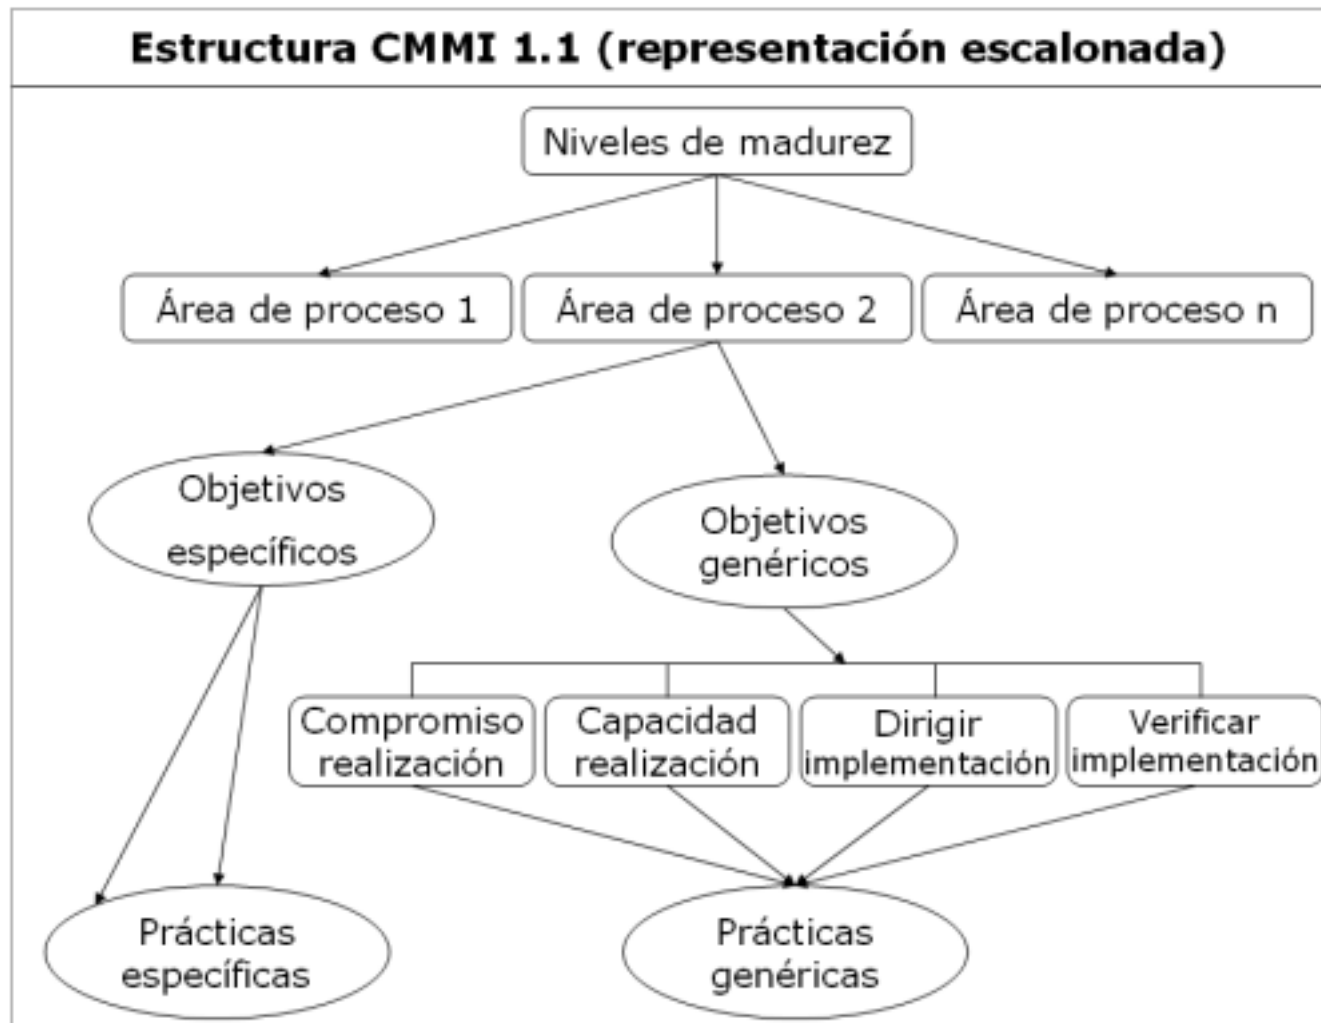 Estructura CMMI 1.1 (representación escalonada)
Niveles de madurez
Área de proceso 1
Área de proceso 2
Área de proceso n
Objetivos
específicos
Objetivos
genéricos
Compromiso
realización
Capacidad
realización
Dirigir
implementación
Verificar
implementación
Prácticas
específicas
Prácticas
genéricas